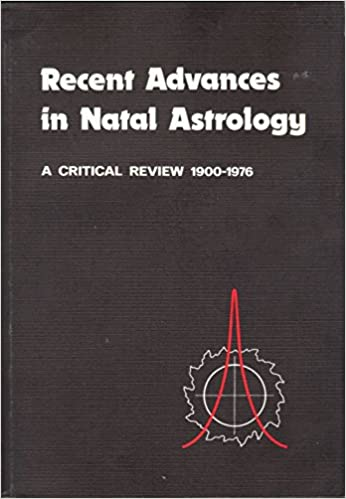 Recent Advances
in Natal Astrology
A CRITICAL REVIEW 1900-1976